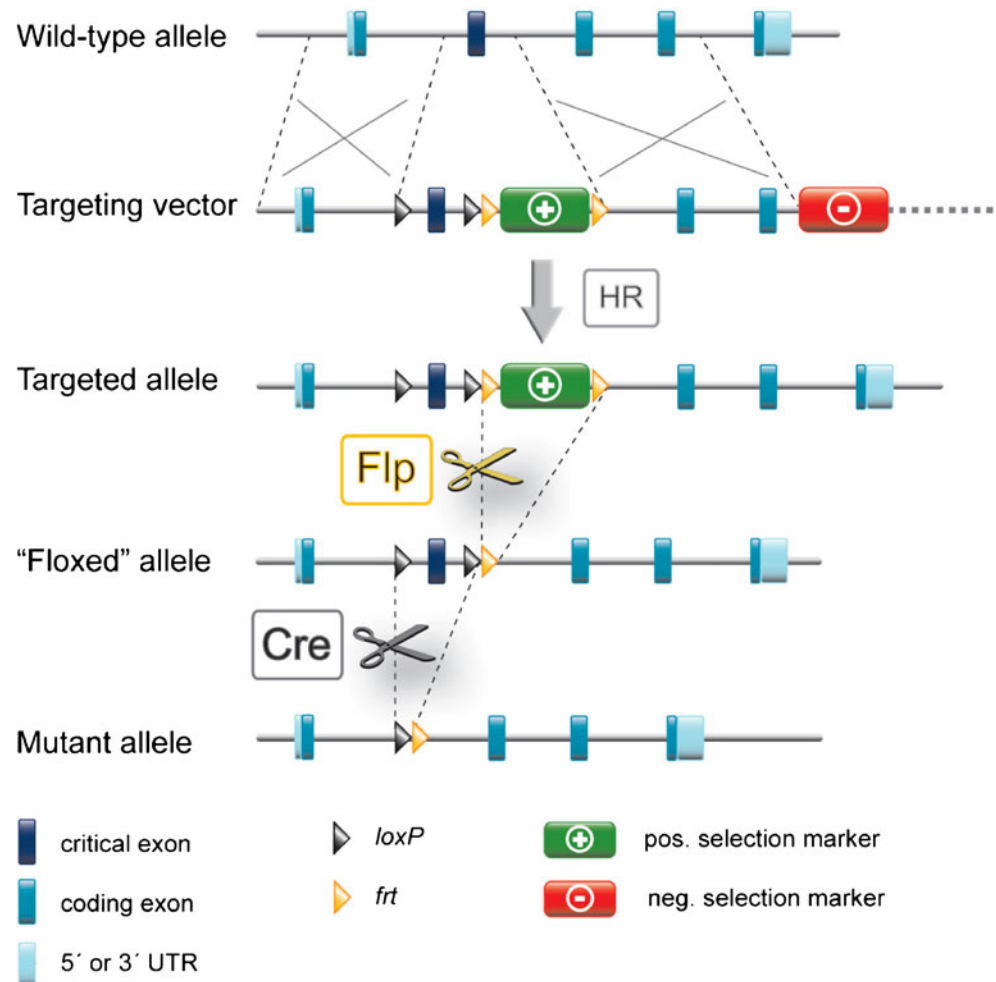 Wild-type allele
Targeting vector
HR
Targeted allele
Flp
“Floxed” allele
Cre
Mutant allele
critical exon
loxP
pos. selection marker
coding exon
frt
neg. selection marker
5´ or 3´ UTR